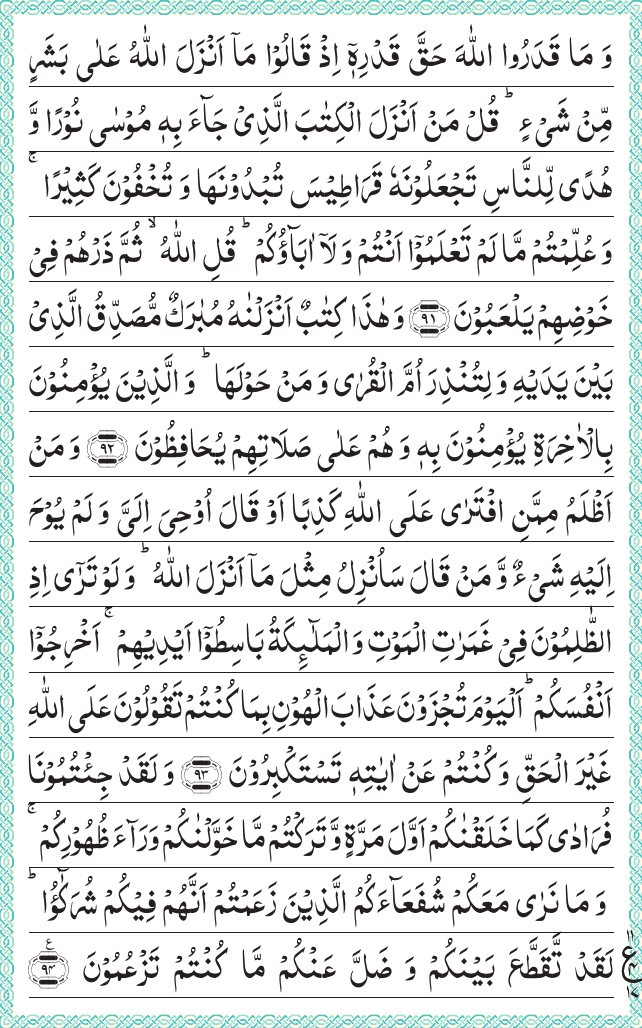 وَ مَا قَدَرُوا اللّٰهَ حَقَّ قَدْرِهٖۤ اِذْ قَالُوْا مَاۤ اَنْزَلَ اللّٰهُ عَلٰى بَشَرٍ
مِّنْ شَیْءٍ ؕ قُلْ مَنْ اَنْزَلَ الْكِتٰبَ الَّذِیْ جَآءَ بِهٖ مُوْسٰى نُوْرًا وَّ
هُدًى لِّلنَّاسِ تَجْعَلُوْنَهٗ قَرَاطِیْسَ تُبْدُوْنَهَا وَ تُخْفُوْنَ كَثِیْرًا ۚ
وَ عُلِّمْتُمْ مَّا لَمْ تَعْلَمُوْۤا اَنْتُمْ وَ لَاۤ اٰبَآؤُكُمْ ؕ قُلِ اللّٰهُ ۙ ثُمَّ ذَرْهُمْ فِیْ
خَوْضِهِمْ یَلْعَبُوْنَ ﴿۹۱﴾ وَ هٰذَا كِتٰبٌ اَنْزَلْنٰهُ مُبٰرَكٌ مُّصَدِّقُ الَّذِیْ
بَیْنَ یَدَیْهِ وَ لِتُنْذِرَ اُمَّ الْقُرٰى وَ مَنْ حَوْلَهَا ؕ وَ الَّذِیْنَ یُؤْمِنُوْنَ
بِالْاٰخِرَةِ یُؤْمِنُوْنَ بِهٖ وَ هُمْ عَلٰى صَلَاتِهِمْ یُحَافِظُوْنَ ﴿۹۲﴾ وَ مَنْ
اَظْلَمُ مِمَّنِ افْتَرٰى عَلَى اللّٰهِ كَذِبًا اَوْ قَالَ اُوْحِیَ اِلَیَّ وَ لَمْ یُوْحَ
اِلَیْهِ شَیْءٌ وَّ مَنْ قَالَ سَاُنْزِلُ مِثْلَ مَاۤ اَنْزَلَ اللّٰهُ ؕ وَ لَوْ تَرٰۤى اِذِ
الظّٰلِمُوْنَ فِیْ غَمَرٰتِ الْمَوْتِ وَ الْمَلٰٓىِٕكَةُ بَاسِطُوْۤا اَیْدِیْهِمْ ۚ اَخْرِجُوْۤا
اَنْفُسَكُمْ ؕ اَلْیَوْمَ تُجْزَوْنَ عَذَابَ الْهُوْنِ بِمَا كُنْتُمْ تَقُوْلُوْنَ عَلَى اللّٰهِ
غَیْرَ الْحَقِّ وَ كُنْتُمْ عَنْ اٰیٰتِهٖ تَسْتَكْبِرُوْنَ ﴿۹۳﴾ وَ لَقَدْ جِئْتُمُوْنَا
فُرَادٰى كَمَا خَلَقْنٰكُمْ اَوَّلَ مَرَّةٍ وَّ تَرَكْتُمْ مَّا خَوَّلْنٰكُمْ وَرَآءَ ظُهُوْرِكُمْ ۚ
وَ مَا نَرٰى مَعَكُمْ شُفَعَآءَكُمُ الَّذِیْنَ زَعَمْتُمْ اَنَّهُمْ فِیْكُمْ شُرَكٰٓؤُا ؕ
لَقَدْ تَّقَطَّعَ بَیْنَكُمْ وَ ضَلَّ عَنْكُمْ مَّا كُنْتُمْ تَزْعُمُوْنَ ﴿۹۴﴾ ع
۱۱
ع
۱۷